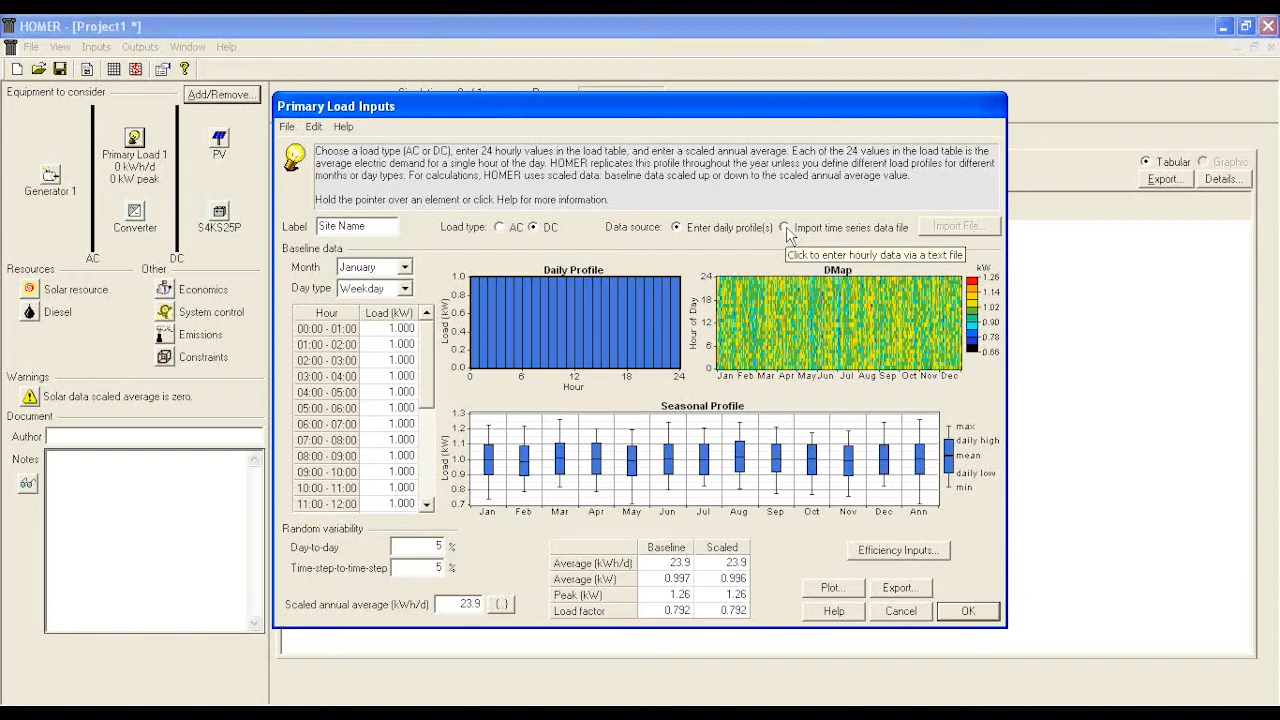 HOMER - [Project1 *]
File View Inputs Outputs Window Help
Equipment to consider
Add/Remove...
Primary Load 1
0 kWh/d
0 kW peak
PV
Generator 1
Converter
S4KS25P
AC
DC
Resources
Other
Solar resource
Economics
Diesel
System control
Emissions
Constraints
Warnings
Solar data scaled average is zero.
Document
Author
Notes
Tabular
Graphic
Export...
Details...
Primary Load Inputs
File Edit Help
Choose a load type (AC or DC), enter 24 hourly values in the load table, and enter a scaled annual average. Each of the 24 values in the load table is the
average electric demand for a single hour of the day. HOMER replicates this profile throughout the year unless you define different load profiles for different
months or day types. For calculations, HOMER uses scaled data: baseline data scaled up or down to the scaled annual average value.
Hold the pointer over an element or click Help for more information.
Label Site Name
Load type: AC DC
Data source: Enter daily profile(s) Import time series data file
Import File...
Click to enter hourly data via a text file
Baseline data
Month January
Day type Weekday
Hour Load (kW)
00:00 - 01:00 1.000
01:00 - 02:00 1.000
02:00 - 03:00 1.000
03:00 - 04:00 1.000
04:00 - 05:00 1.000
05:00 - 06:00 1.000
06:00 - 07:00 1.000
07:00 - 08:00 1.000
08:00 - 09:00 1.000
09:00 - 10:00 1.000
10:00 - 11:00 1.000
11:00 - 12:00 1.000
Daily Profile
Load (kW)
1.0
0.8
0.6
0.4
0.2
0.0
0 6 12 18 24
Hour
DMap
Hour of Day
24
18
12
6
0
Jan Feb Mar Apr May Jun Jul Aug Sep Oct Nov Dec
kW
1.26
1.14
1.02
0.90
0.78
0.66
Seasonal Profile
Load (kW)
1.3
1.2
1.1
1.0
0.9
0.8
0.7
Jan Feb Mar Apr May Jun Jul Aug Sep Oct Nov Dec Ann
max
daily high
mean
daily low
min
Random variability
Day-to-day 5 %
Time-step-to-time-step 5 %
Scaled annual average (kWh/d) 23.9 {..}
Baseline Scaled
Average (kWh/d) 23.9 23.9
Average (kW) 0.997 0.996
Peak (kW) 1.26 1.26
Load factor 0.792 0.792
Efficiency Inputs...
Plot... Export...
Help Cancel OK